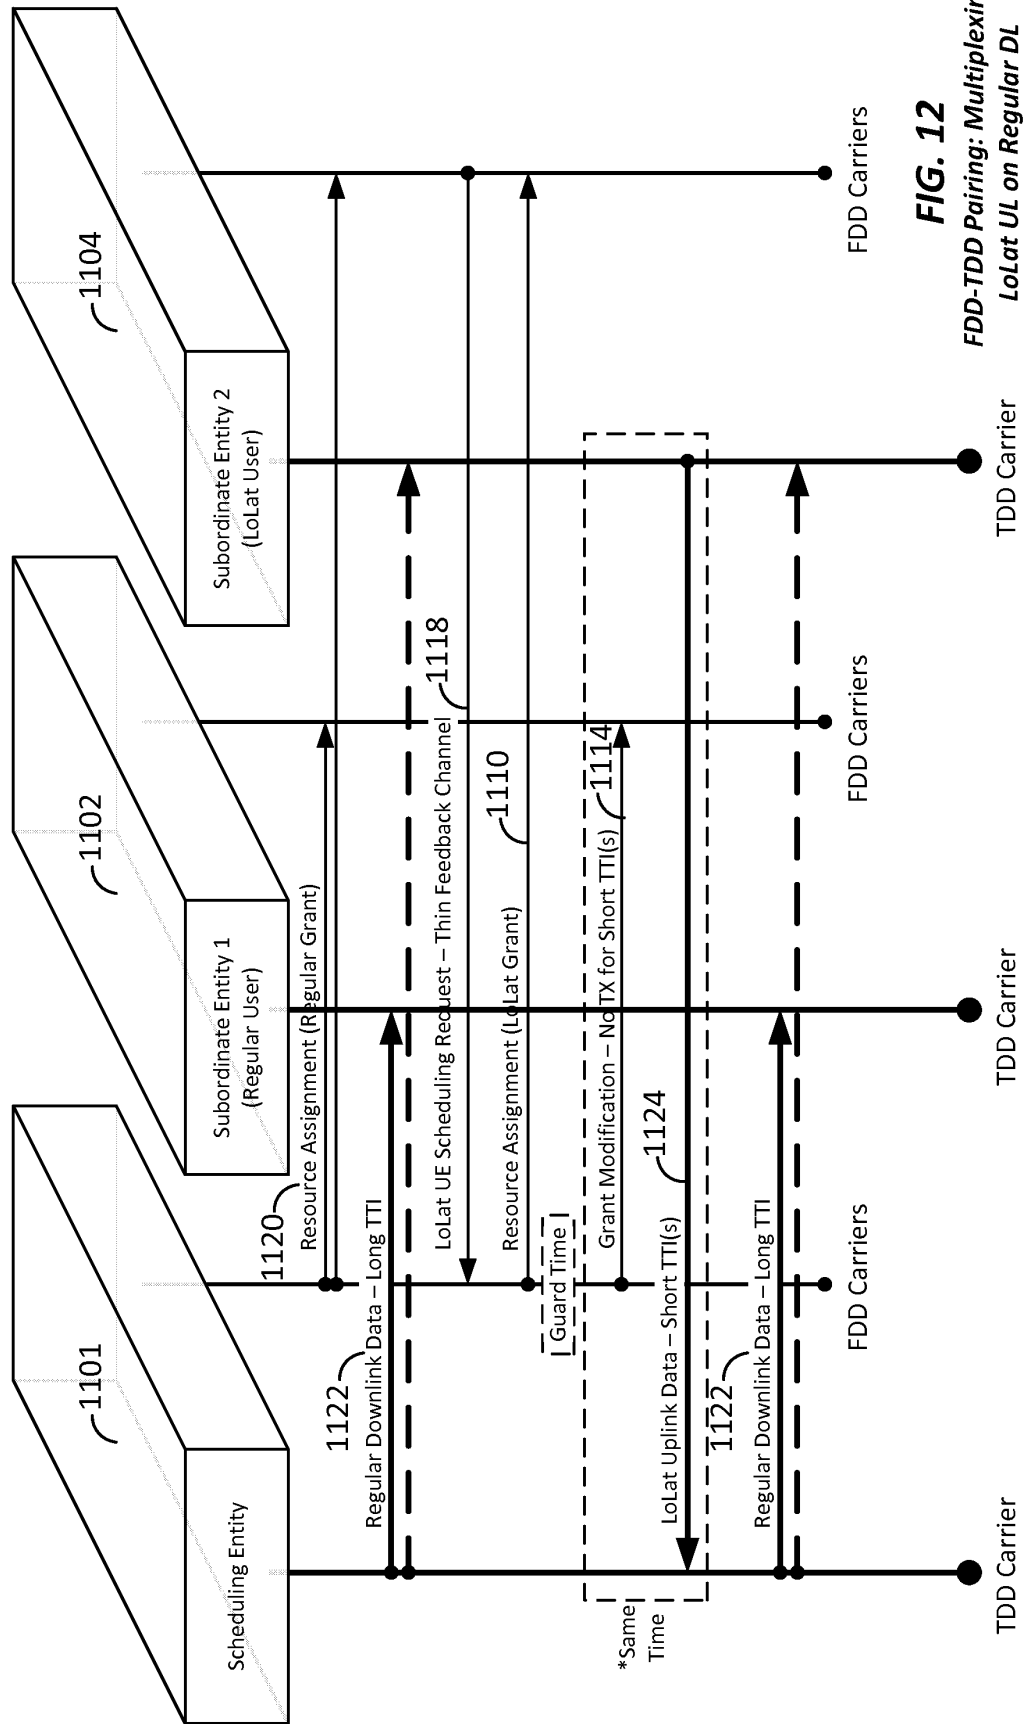 1101
Scheduling Entity
1102
Subordinate Entity 1
(Regular User)
1104
Subordinate Entity 2
(LoLat User)
1120
Resource Assignment (Regular Grant)
1122
Regular Downlink Data – Long TTI
1118
LoLat UE Scheduling Request – Thin Feedback Channel
1110
Resource Assignment (LoLat Grant)
Guard Time
1114
Grant Modification – No TX for Short TTI(s)
*Same
Time
1124
LoLat Uplink Data – Short TTI(s)
1122
Regular Downlink Data – Long TTI
FDD Carriers
FDD Carriers
FDD Carriers
TDD Carrier
TDD Carrier
TDD Carrier
FIG. 12
FDD-TDD Pairing: Multiplexin
LoLat UL on Regular DL